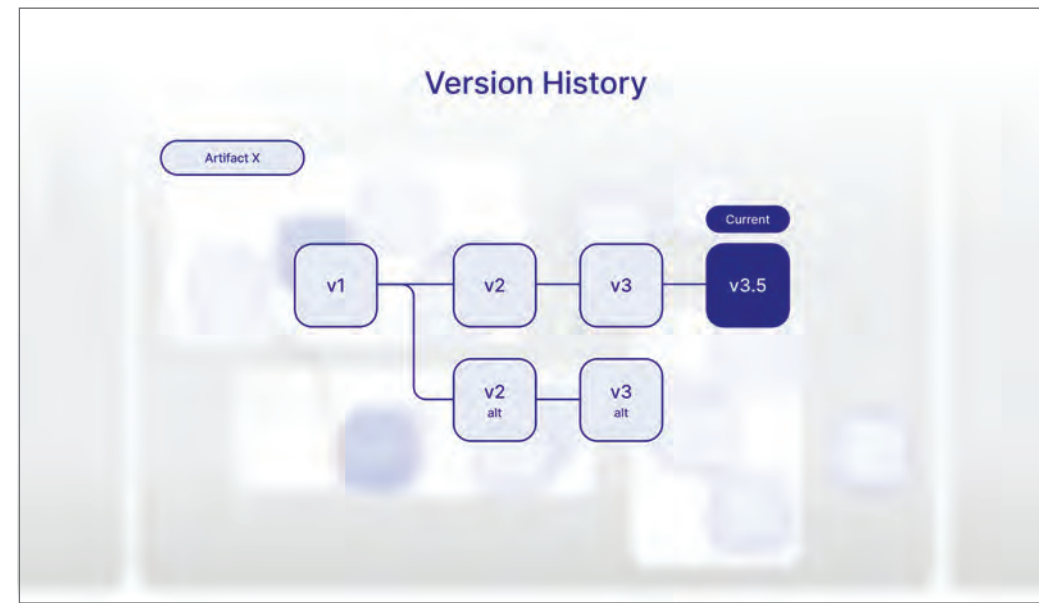 Version History
Artifact X
Current
v1
v2
v3
v3.5
v2
alt
v3
alt